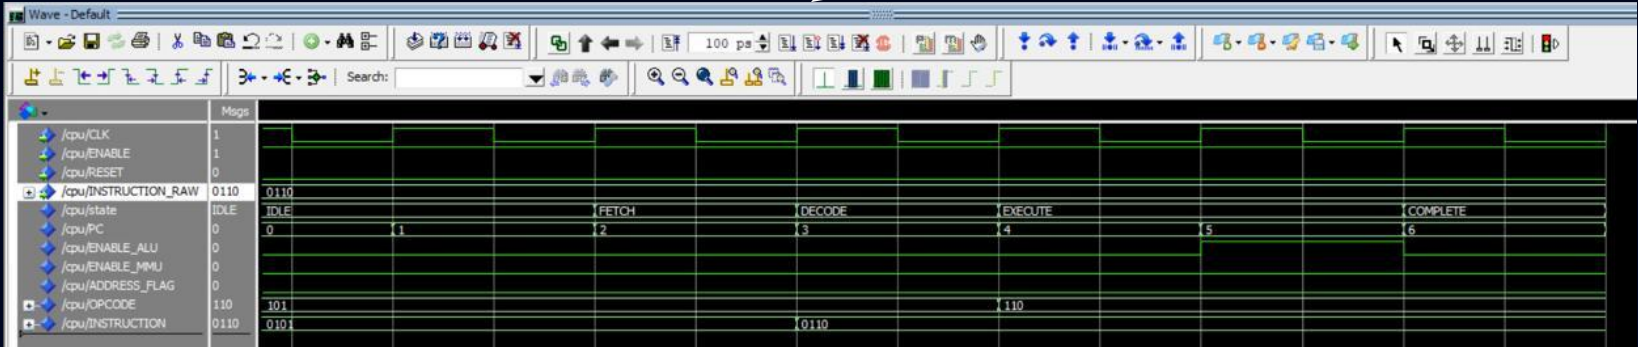 Wave - Default
100 ps
Search:
Msgs
/cpu/CLK 1
/cpu/ENABLE 1
/cpu/RESET 0
/cpu/INSTRUCTION_RAW 0110 0110
/cpu/state IDLE IDLE FETCH DECODE EXECUTE COMPLETE
/cpu/PC 0 0 1 2 3 4 5 6
/cpu/ENABLE_ALU 0
/cpu/ENABLE_MMU 0
/cpu/ADDRESS_FLAG 0
/cpu/OPCODE 110 101 110
/cpu/INSTRUCTION 0110 0101 0110